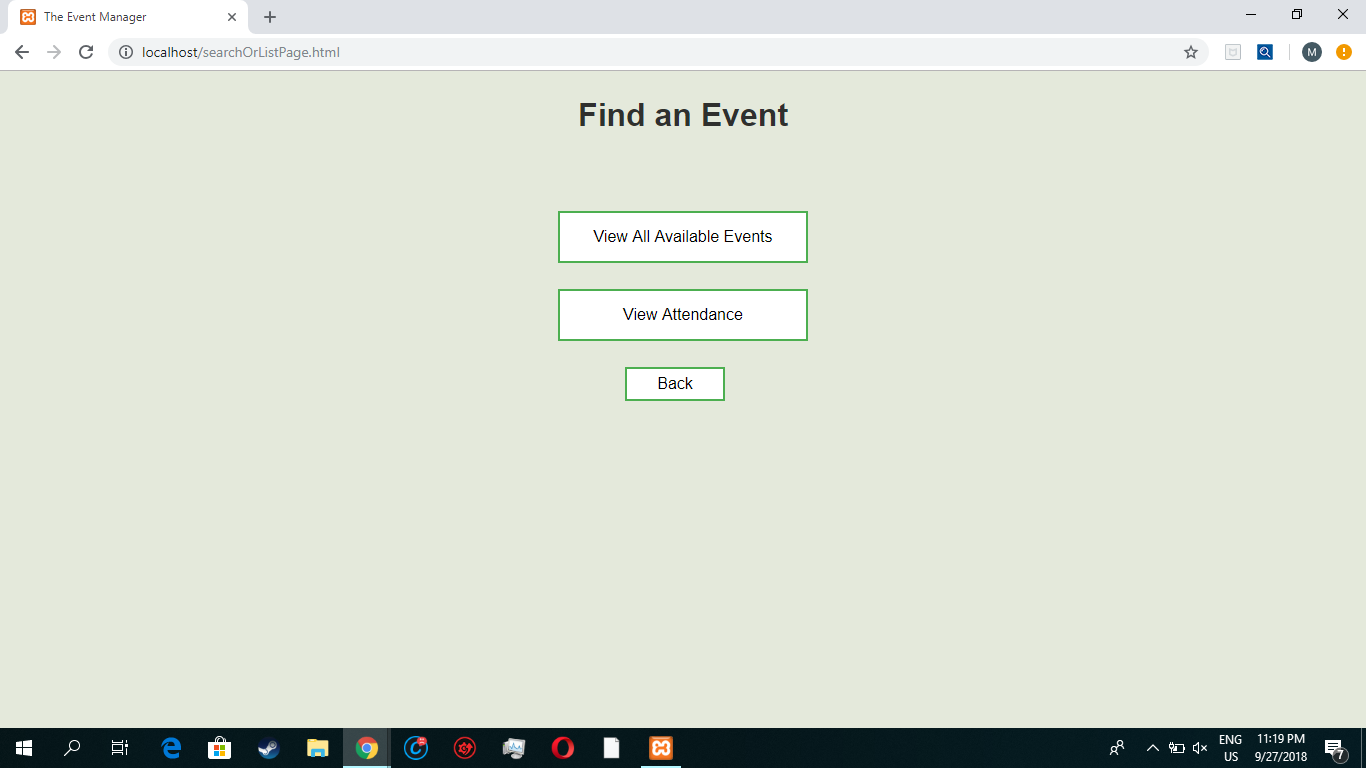 The Event Manager
localhost/searchOrListPage.html
M
Find an Event
View All Available Events
View Attendance
Back
ENG
US
11:19 PM
9/27/2018
7